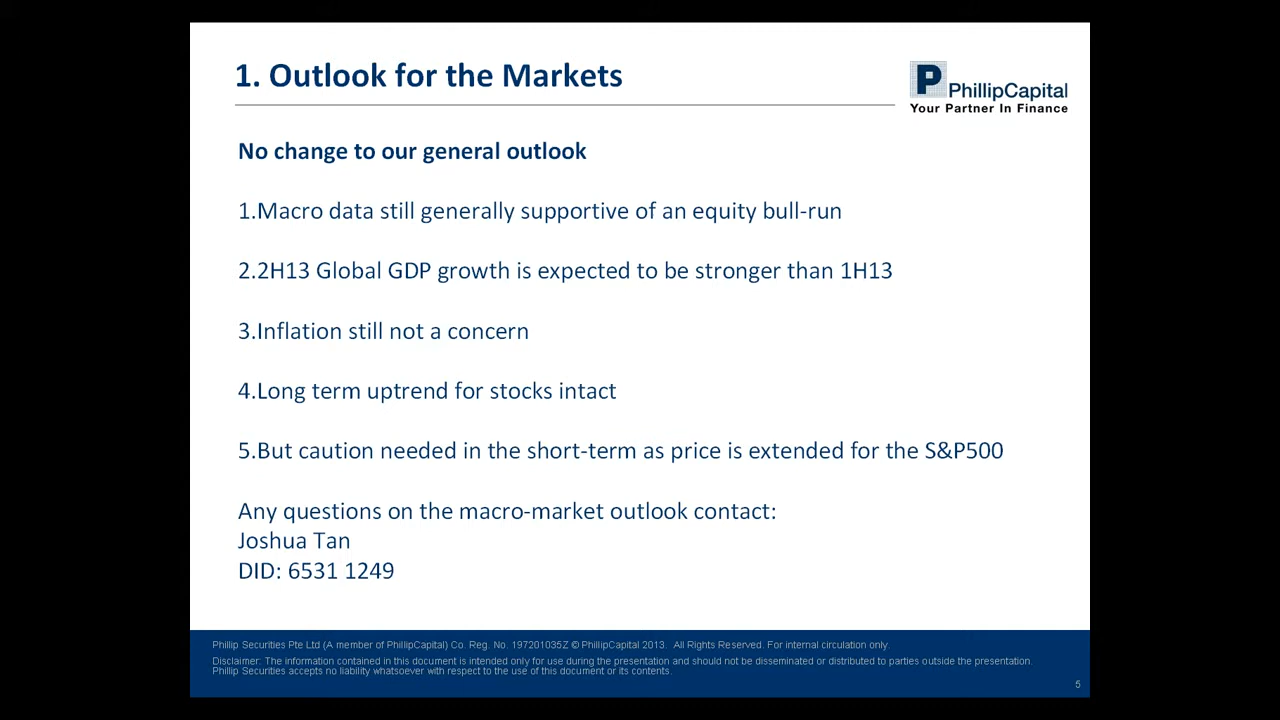 1. Outlook for the Markets
P PhillipCapital
Your Partner In Finance
No change to our general outlook
1.Macro data still generally supportive of an equity bull-run
2.2H13 Global GDP growth is expected to be stronger than 1H13
3.Inflation still not a concern
4.Long term uptrend for stocks intact
5.But caution needed in the short-term as price is extended for the S&P500
Any questions on the macro-market outlook contact:
Joshua Tan
DID: 6531 1249
Phillip Securities Pte Ltd (A member of PhillipCapital) Co. Reg. No. 197201035Z © PhillipCapital 2013. All Rights Reserved. For internal circulation only.
Disclaimer: The information contained in this document is intended only for use during the presentation and should not be disseminated or distributed to parties outside the presentation.
Phillip Securities accepts no liability whatsoever with respect to the use of this document or its contents.
5